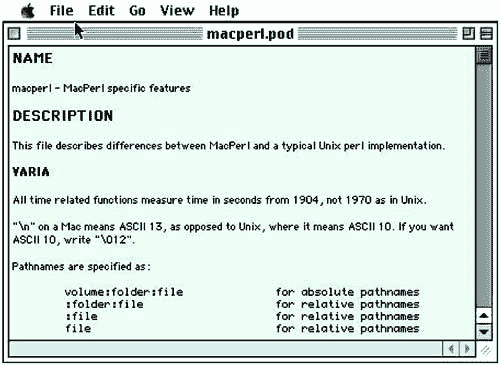 File Edit Go View Help
macperl.pod
NAME
macperl - MacPerl specific features
DESCRIPTION
This file describes differences between MacPerl and a typical Unix perl implementation.
VARIA
All time related functions measure time in seconds from 1904, not 1970 as in Unix.
"\n" on a Mac means ASCII 13, as opposed to Unix, where it means ASCII 10. If you want
ASCII 10, write "\012".
Pathnames are specified as:
volume:folder:file for absolute pathnames
:folder:file for relative pathnames
:file for relative pathnames
file for relative pathnames